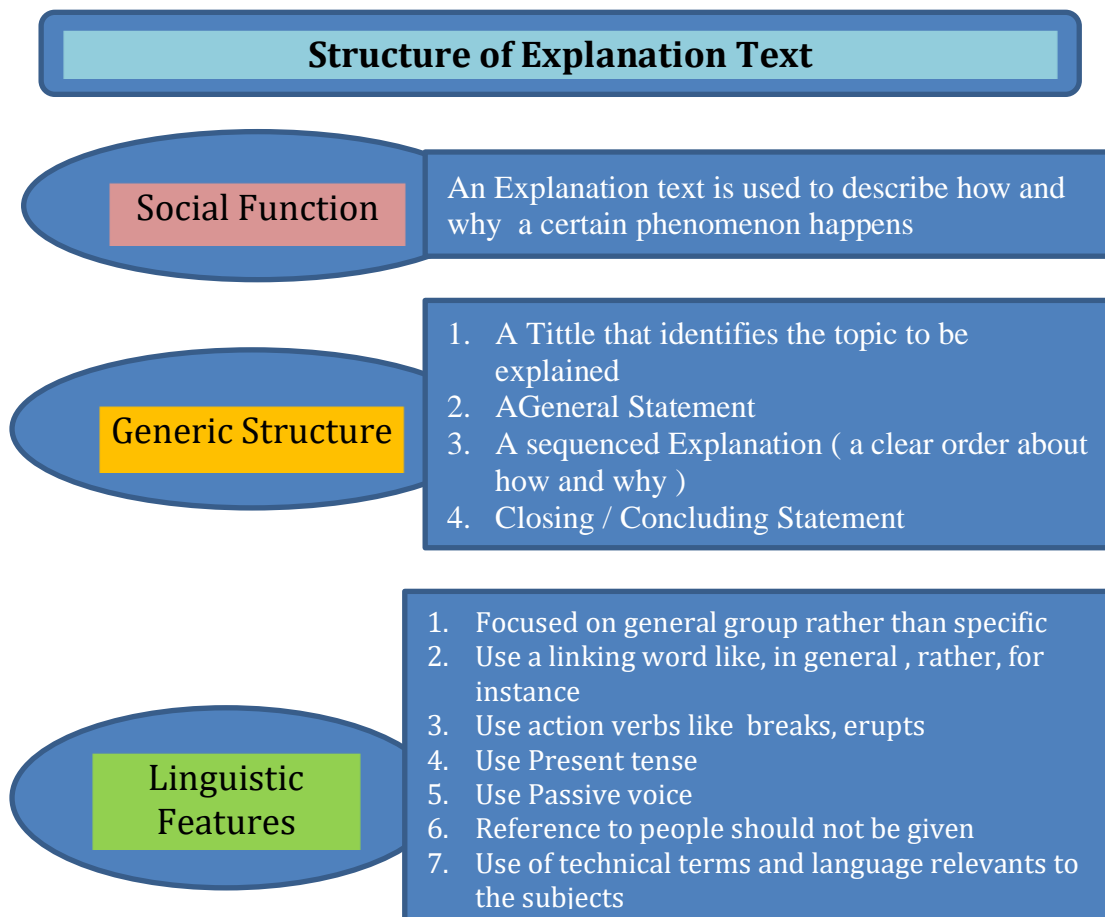 Structure of Explanation Text
Social Function
An Explanation text is used to describe how and
why a certain phenomenon happens
Generic Structure
1. A Tittle that identifies the topic to be
explained
2. AGeneral Statement
3. A sequenced Explanation ( a clear order about
how and why )
4. Closing / Concluding Statement
Linguistic
Features
1. Focused on general group rather than specific
2. Use a linking word like, in general , rather, for
instance
3. Use action verbs like breaks, erupts
4. Use Present tense
5. Use Passive voice
6. Reference to people should not be given
7. Use of technical terms and language relevants to
the subjects